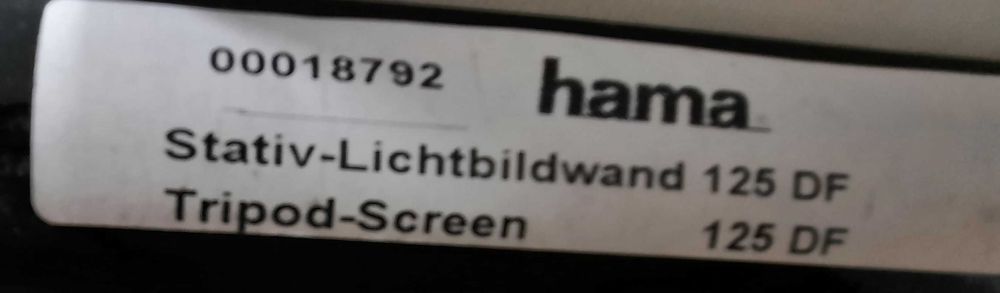 00018792 hama
Stativ-Lichtbildwand 125 DF
Tripod-Screen 125 DF